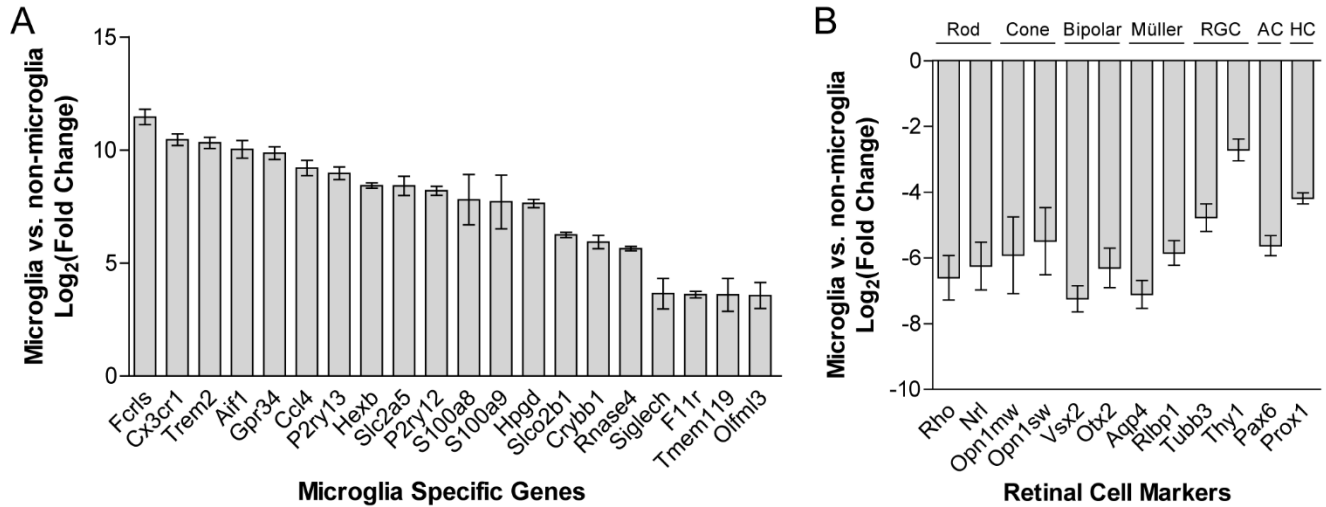 A
Microglia vs. non-microglia
Log₂(Fold Change)
15
10
5
0
Fcrls
Cx3cr1
Trem2
Aif1
Gpr34
Ccl4
P2ry13
Hexb
Slc2a5
P2ry12
S100a8
S100a9
Hpgd
Slco2b1
Crybb1
Rnase4
Siglech
F11r
Tmem119
Olfml3
Microglia Specific Genes
B
Rod Cone Bipolar Müller RGC AC HC
Microglia vs. non-microglia
Log₂(Fold Change)
0
-2
-4
-6
-8
-10
Rho
Nrl
Opn1mw
Opn1sw
Vsx2
Otx2
Aqp4
Rlbp1
Tubb3
Thy1
Pax6
Prox1
Retinal Cell Markers